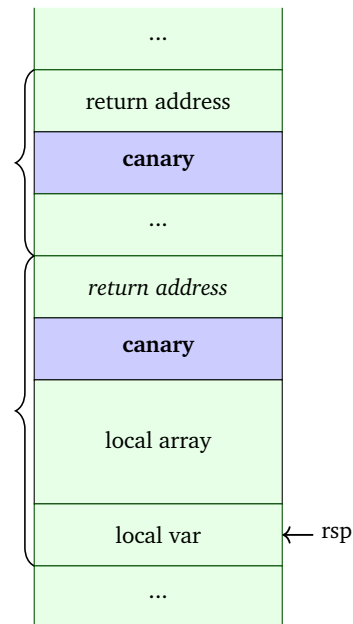 ...
return address
canary
...
return address
canary
local array
local var
rsp
...